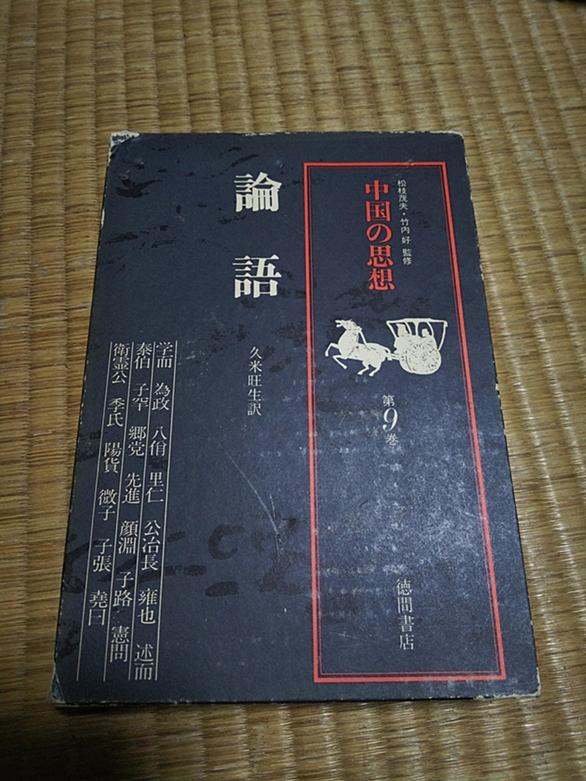 松枝茂夫・竹内好 監修
中国の思想
第9巻
徳間書店
論語
久米旺生訳
学而 為政 八佾 里仁 公冶長 雍也 述而
泰伯 子罕 郷党 先進 顔淵 子路 憲問
衛霊公 季氏 陽貨 微子 子張 堯曰